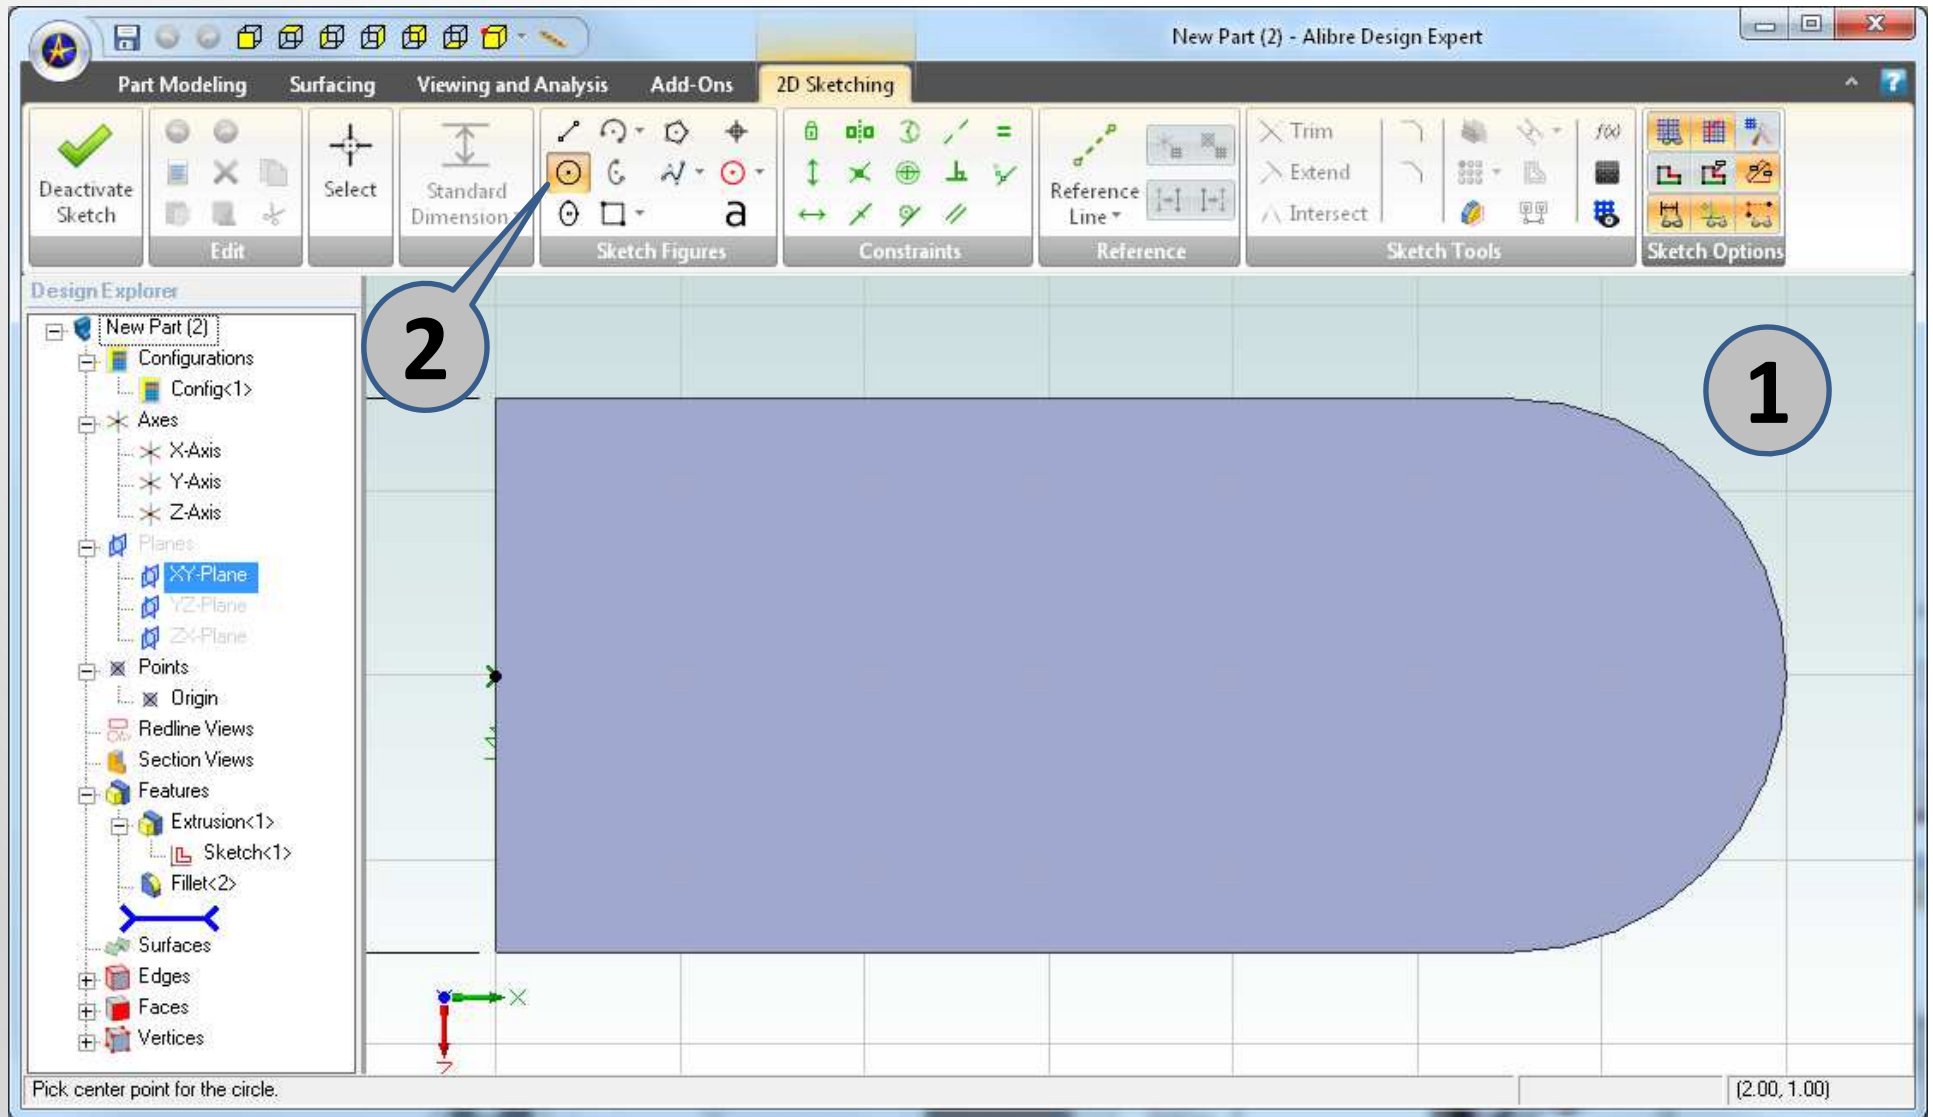 New Part (2) - Alibre Design Expert
Part Modeling Surfacing Viewing and Analysis Add-Ons 2D Sketching
Deactivate Sketch
Edit
Select
Standard Dimension
a
Sketch Figures
Constraints
Reference Line
Reference
Trim
Extend
Intersect
f(x)
Sketch Tools
Sketch Options
Design Explorer
New Part (2)
Configurations
Config<1>
Axes
X-Axis
Y-Axis
Z-Axis
Planes
XY-Plane
YZ-Plane
ZX-Plane
Points
Origin
Redline Views
Section Views
Features
Extrusion<1>
Sketch<1>
Fillet<2>
Surfaces
Edges
Faces
Vertices
2
1
X
Z
Pick center point for the circle.
(2.00, 1.00)